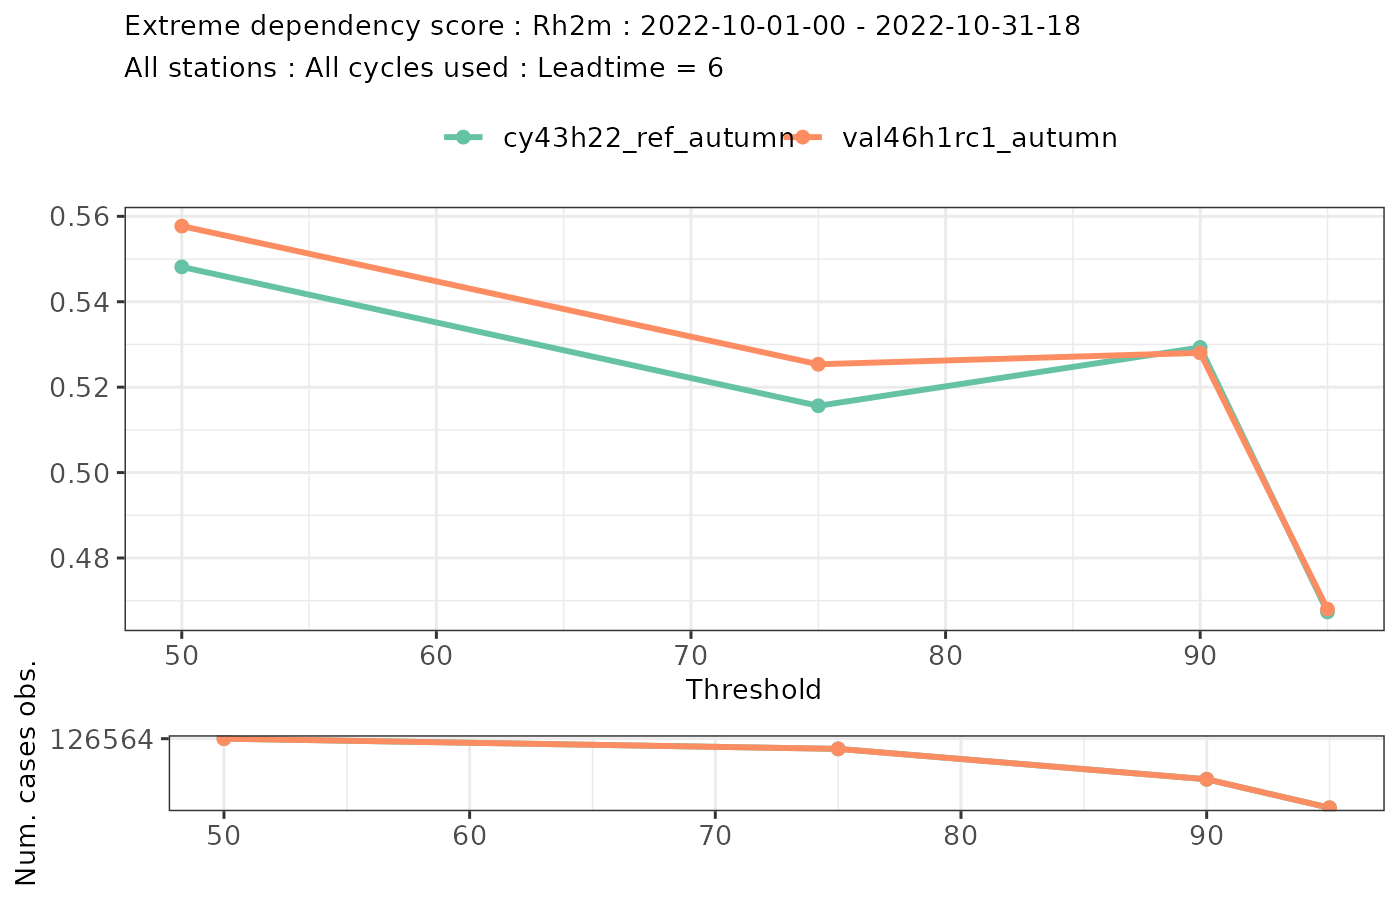 Extreme dependency score : Rh2m : 2022-10-01-00 - 2022-10-31-18
All stations : All cycles used : Leadtime = 6
cy43h22_ref_autumn val46h1rc1_autumn
0.56
0.54
0.52
0.50
0.48
50 60 70 80 90
Threshold
Num. cases obs.
126564
50 60 70 80 90